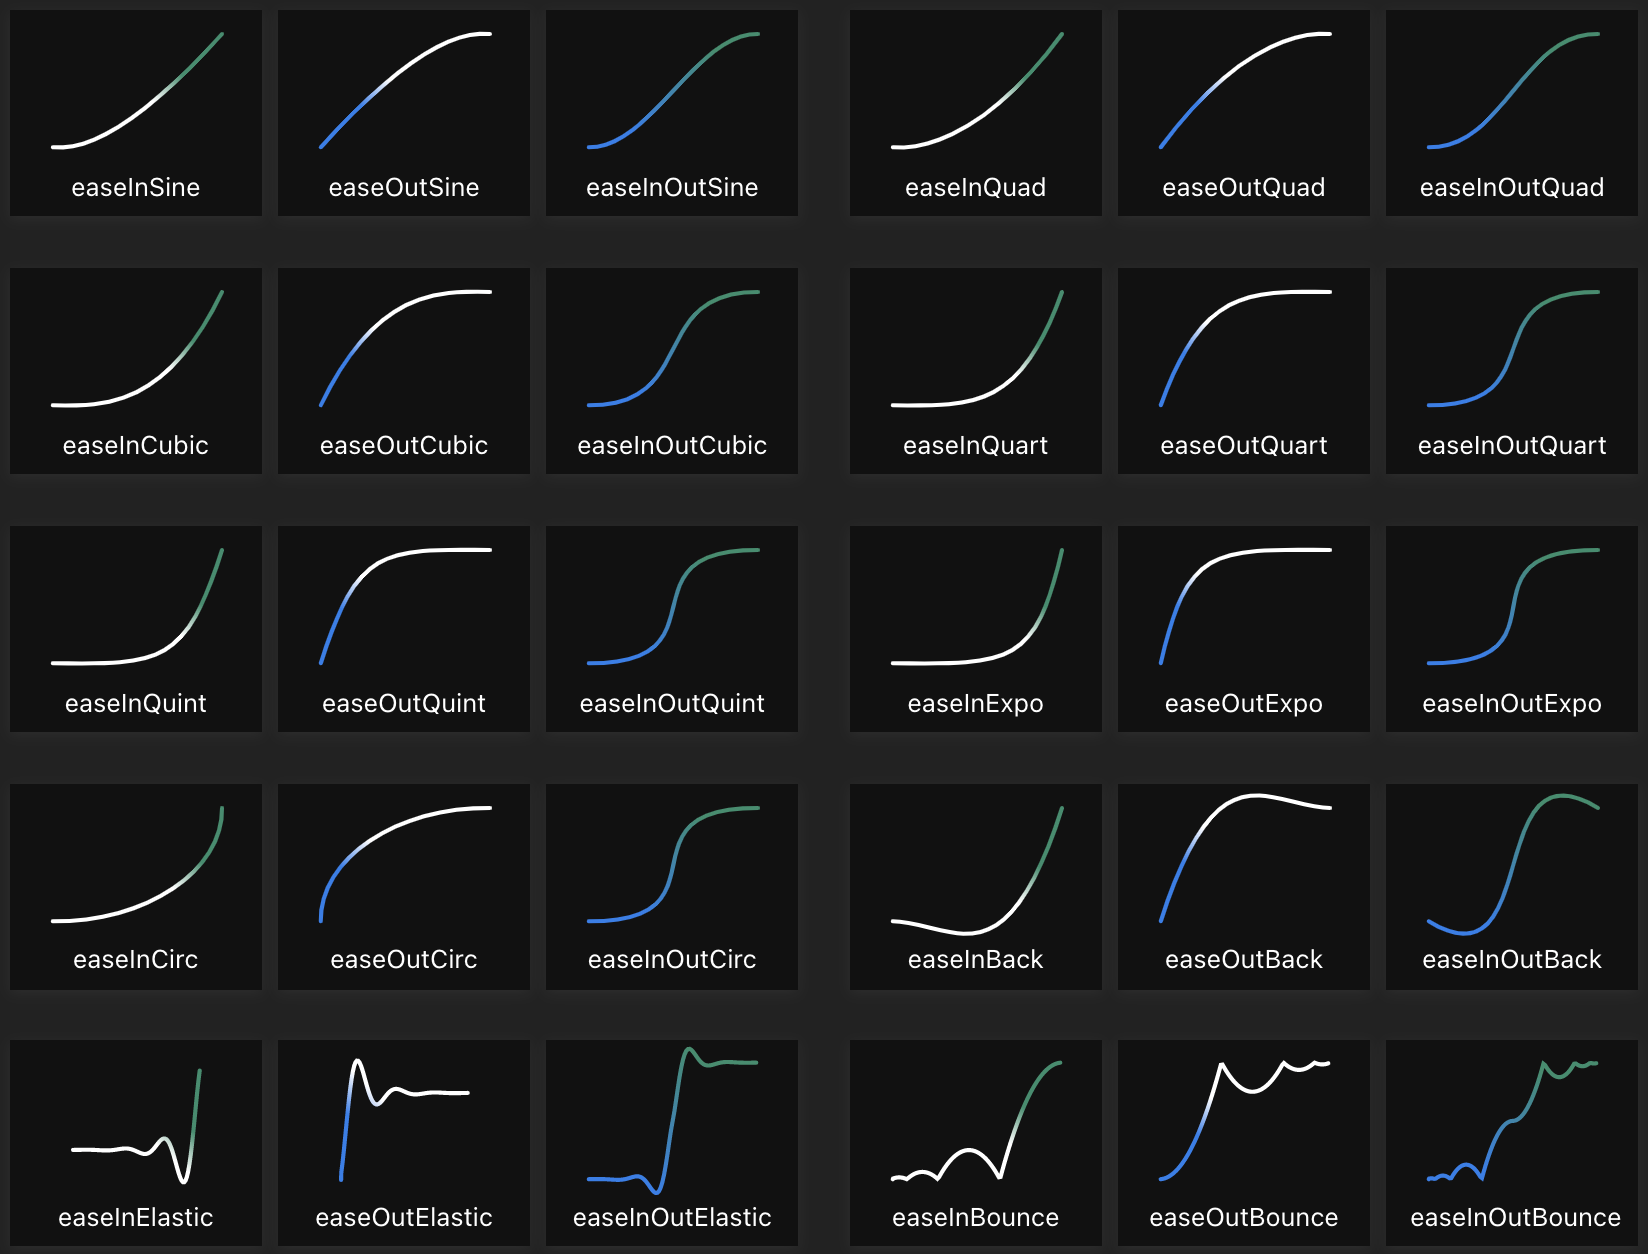 easeInSine
easeOutSine
easeInOutSine
easeInQuad
easeOutQuad
easeInOutQuad
easeInCubic
easeOutCubic
easeInOutCubic
easeInQuart
easeOutQuart
easeInOutQuart
easeInQuint
easeOutQuint
easeInOutQuint
easeInExpo
easeOutExpo
easeInOutExpo
easeInCirc
easeOutCirc
easeInOutCirc
easeInBack
easeOutBack
easeInOutBack
easeInElastic
easeOutElastic
easeInOutElastic
easeInBounce
easeOutBounce
easeInOutBounce